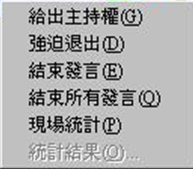 給出主持權(G)
強迫退出(D)
結束發言(E)
結束所有發言(Q)
現場統計(P)
統計結果(O)...